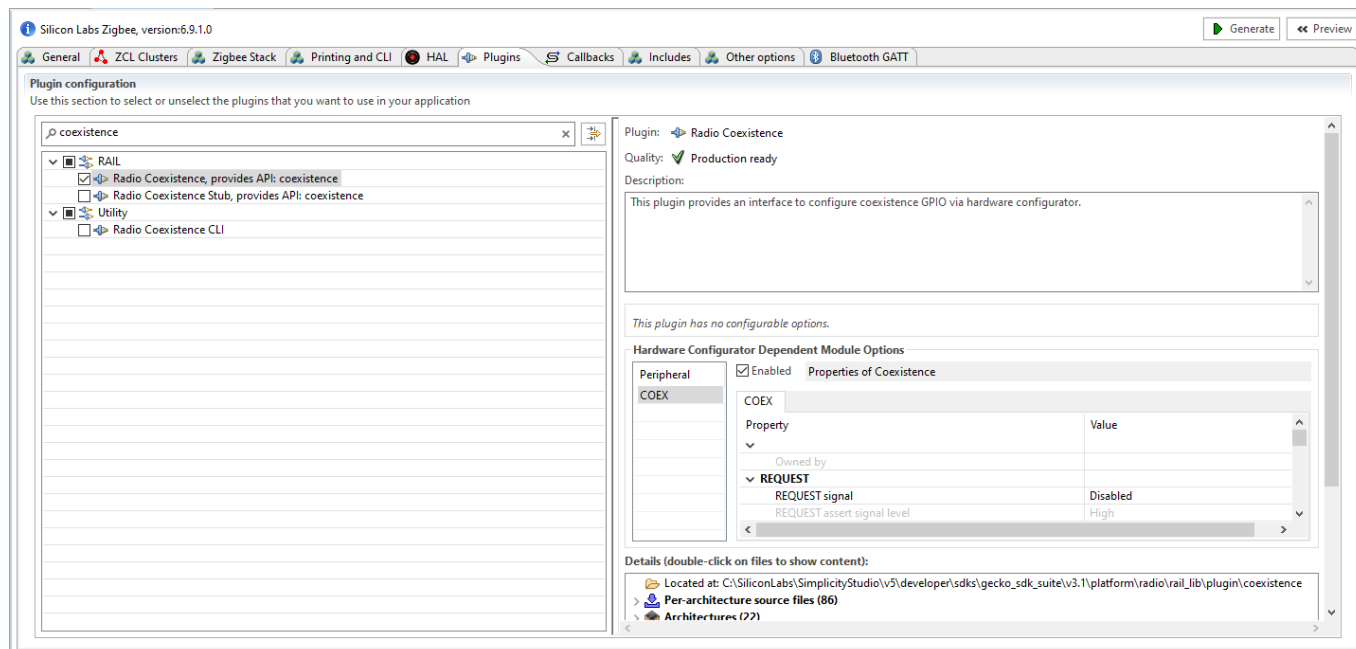 Silicon Labs Zigbee, version:6.9.1.0
Generate
Preview
General
ZCL Clusters
Zigbee Stack
Printing and CLI
HAL
Plugins
Callbacks
Includes
Other options
Bluetooth GATT
Plugin configuration
Use this section to select or unselect the plugins that you want to use in your application
coexistence
RAIL
Radio Coexistence, provides API: coexistence
Radio Coexistence Stub, provides API: coexistence
Utility
Radio Coexistence CLI
Plugin: Radio Coexistence
Quality: Production ready
Description:
This plugin provides an interface to configure coexistence GPIO via hardware configurator.
This plugin has no configurable options.
Hardware Configurator Dependent Module Options
Peripheral
COEX
Enabled Properties of Coexistence
COEX
Property Value
Owned by
REQUEST
REQUEST signal Disabled
REQUEST assert signal level High
Details (double-click on files to show content):
Located at: C:\SiliconLabs\SimplicityStudio\v5\developer\sdks\gecko_sdk_suite\v3.1\platform\radio\rail_lib\plugin\coexistence
Per-architecture source files (86)
Architectures (22)